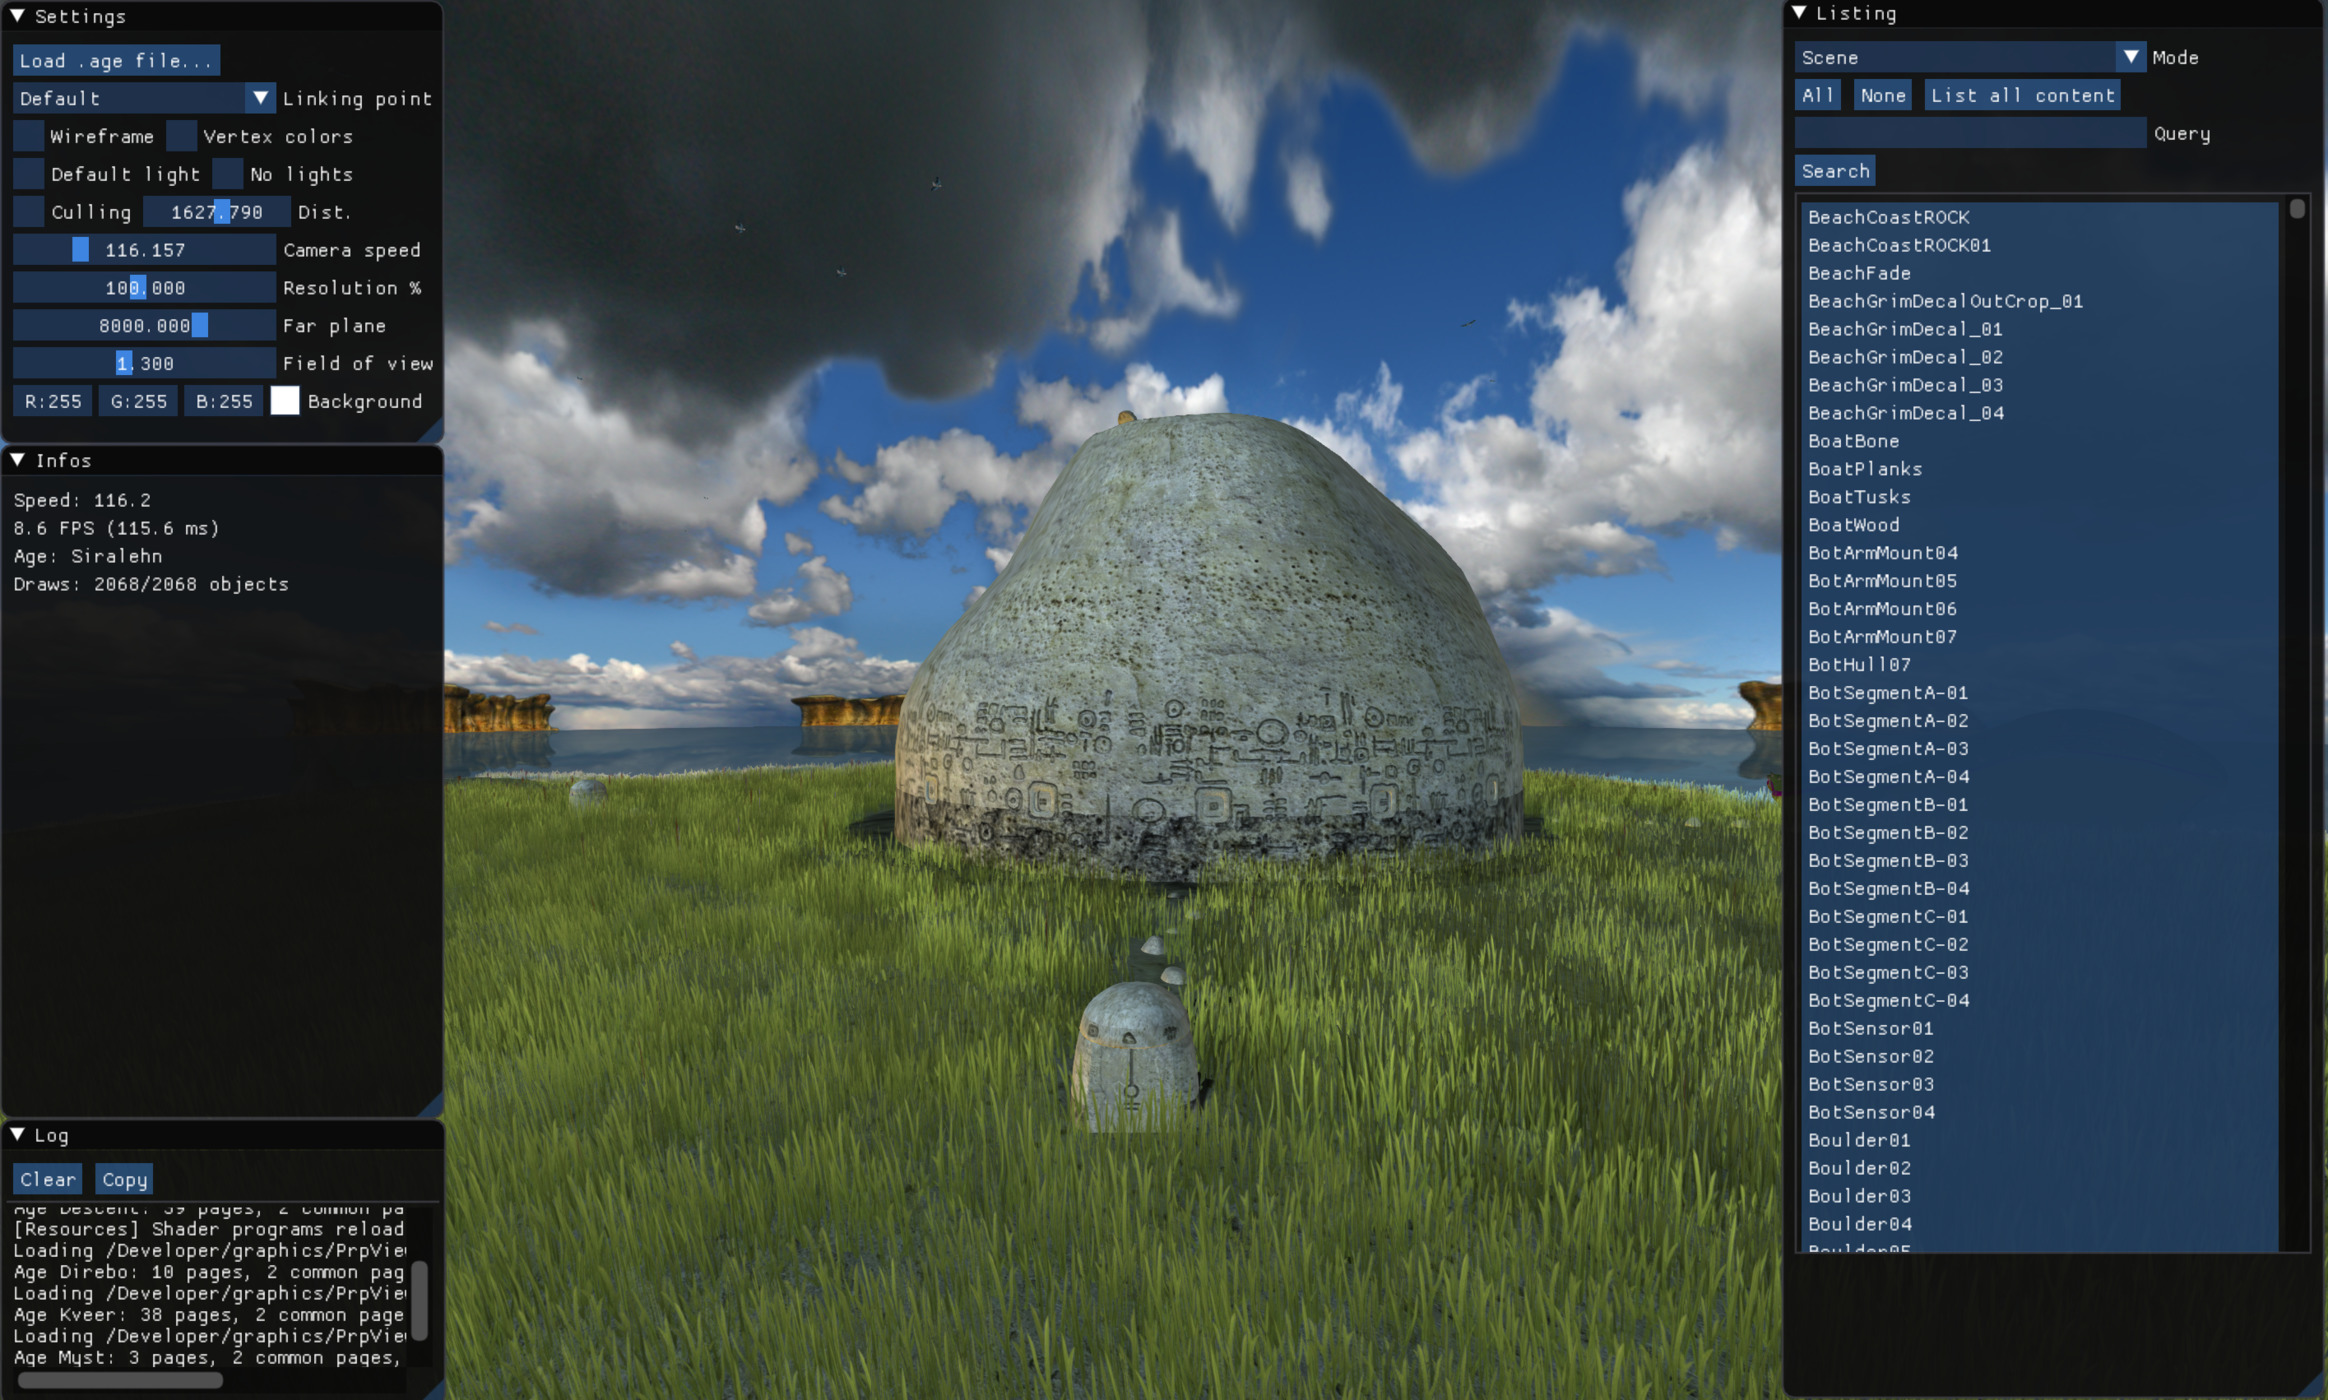 Settings
Load .age file...
Default Linking point
Wireframe Vertex colors
Default light No lights
Culling 1627.790 Dist.
116.157 Camera speed
100.000 Resolution %
8000.000 Far plane
1.300 Field of view
R:255 G:255 B:255 Background
Infos
Speed: 116.2
8.6 FPS (115.6 ms)
Age: Siralehn
Draws: 2068/2068 objects
Log
Clear Copy
Age Descent: 39 pages, 2 common pa
[Resources] Shader programs reload
Loading /Developer/graphics/PrpVie
Age Direbo: 10 pages, 2 common pag
Loading /Developer/graphics/PrpVie
Age Kveer: 38 pages, 2 common page
Loading /Developer/graphics/PrpVie
Age Myst: 3 pages, 2 common pages,
Listing
Scene Mode
All None List all content
Query
Search
BeachCoastROCK
BeachCoastROCK01
BeachFade
BeachGrimDecalOutCrop_01
BeachGrimDecal_01
BeachGrimDecal_02
BeachGrimDecal_03
BeachGrimDecal_04
BoatBone
BoatPlanks
BoatTusks
BoatWood
BotArmMount04
BotArmMount05
BotArmMount06
BotArmMount07
BotHull07
BotSegmentA-01
BotSegmentA-02
BotSegmentA-03
BotSegmentA-04
BotSegmentB-01
BotSegmentB-02
BotSegmentB-03
BotSegmentB-04
BotSegmentC-01
BotSegmentC-02
BotSegmentC-03
BotSegmentC-04
BotSensor01
BotSensor02
BotSensor03
BotSensor04
Boulder01
Boulder02
Boulder03
Boulder04
Boulder05